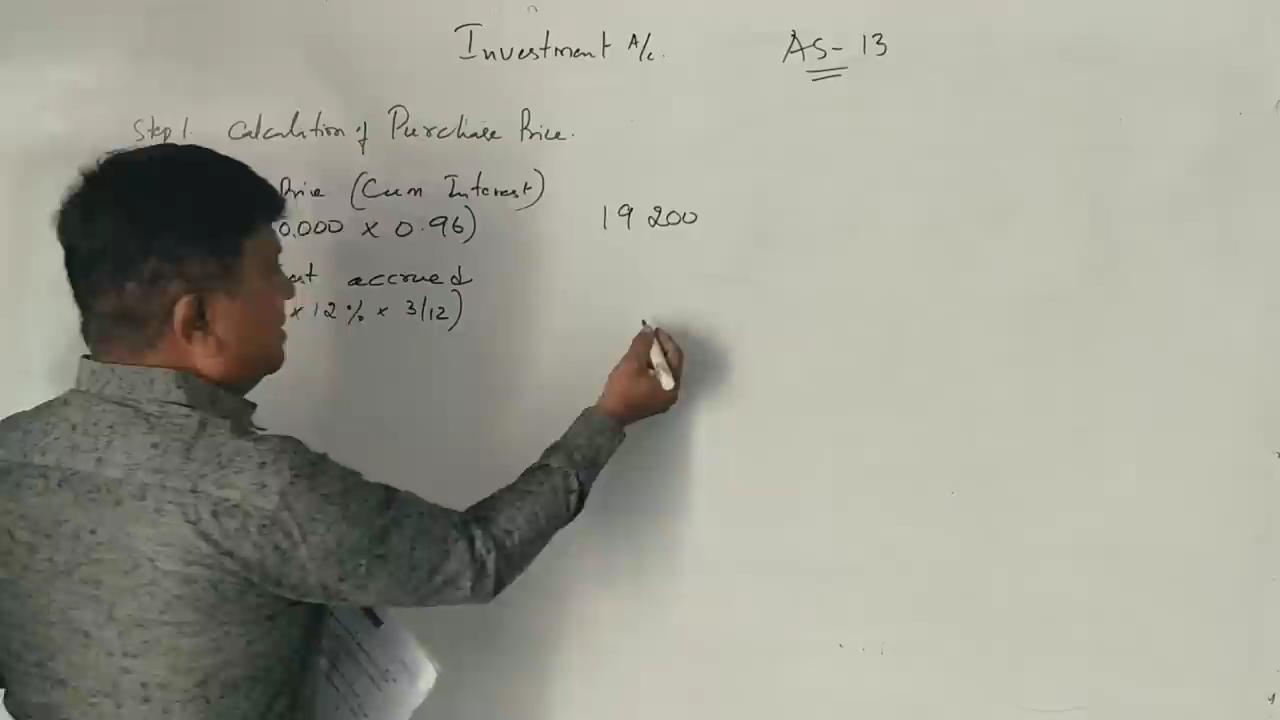 Investment A/c. AS-13
Step 1. Calculation of Purchase Price.
Price (Cum Interest)
0,000 x 0.96) 19 200
accrued
x 12% x 3/12)